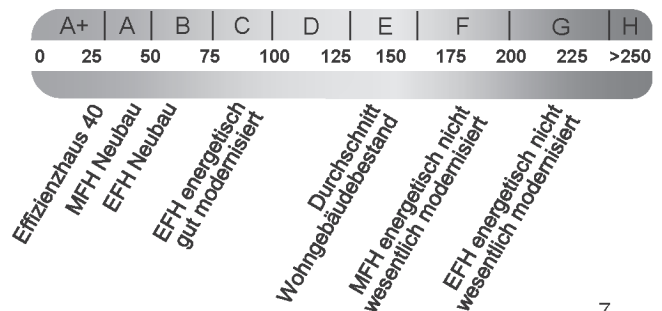 A+ A B C D E F G H
0 25 50 75 100 125 150 175 200 225 >250
Effizienzhaus 40
MFH Neubau
EFH Neubau
EFH energetisch
gut modernisiert
Durchschnitt
Wohngebäudebestand
MFH energetisch nicht
wesentlich modernisiert
EFH energetisch nicht
wesentlich modernisiert
7